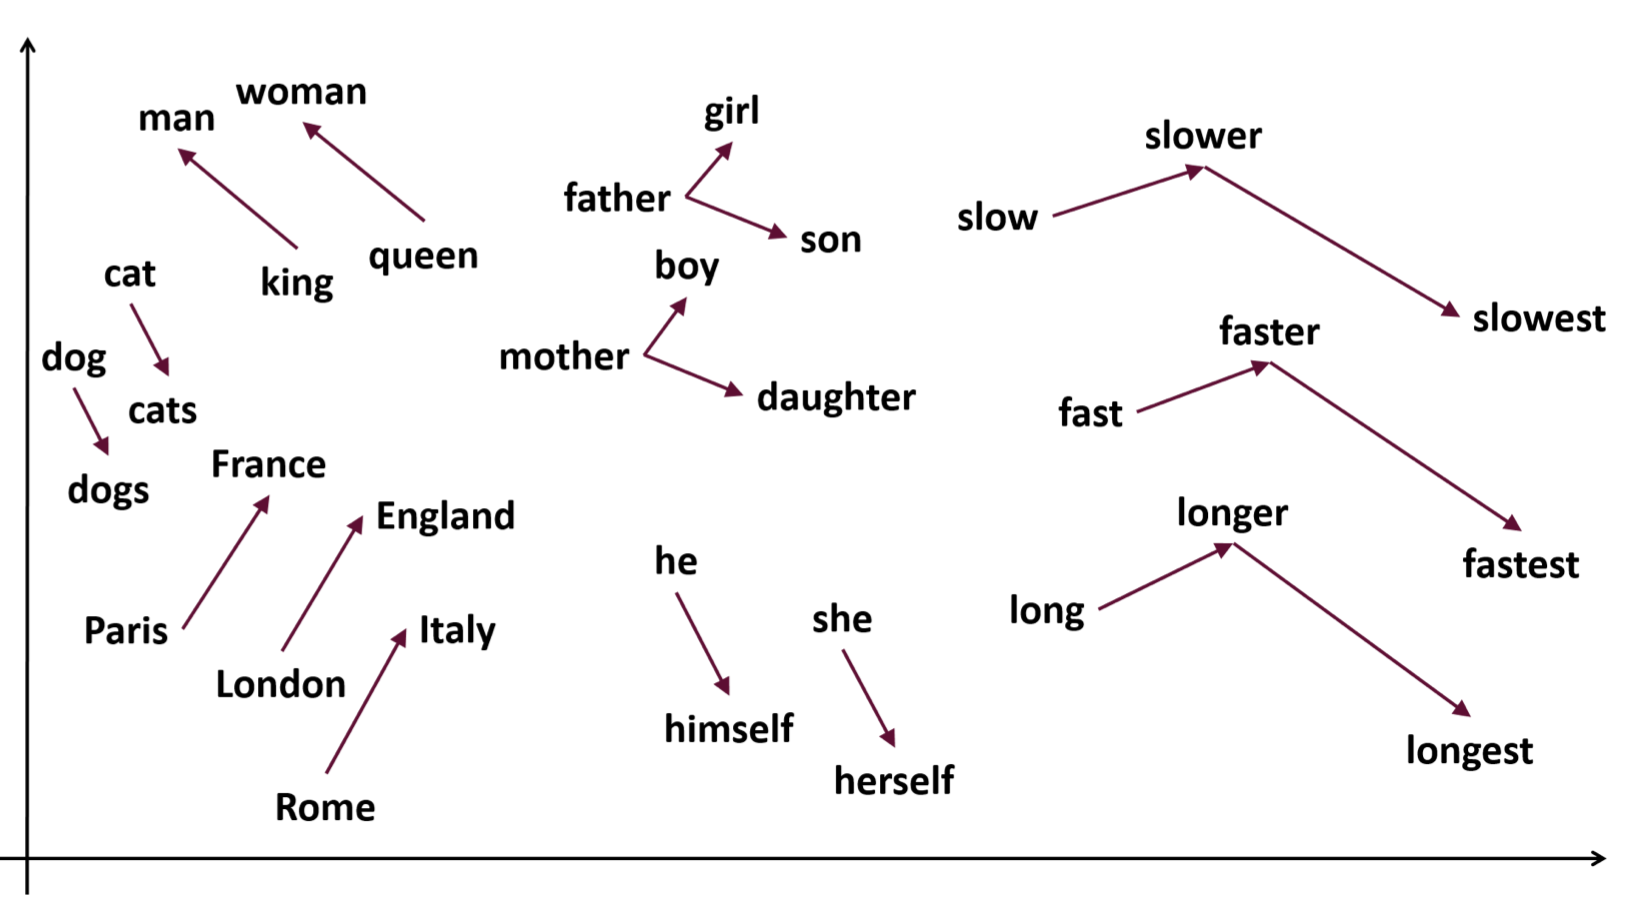 woman
man
girl
slower
father
slow
son
queen
boy
cat
king
slowest
faster
mother
dog
daughter
cats
fast
France
dogs
longer
England
he
fastest
long
she
Paris
Italy
London
himself
longest
herself
Rome